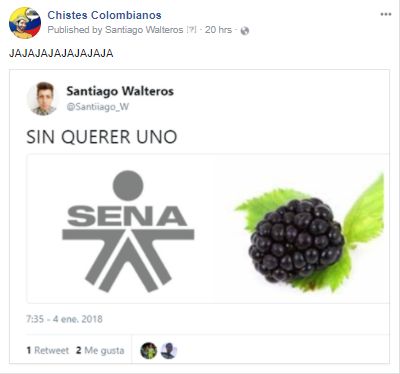 Chistes Colombianos
Published by Santiago Walteros [?] · 20 hrs ·
JAJAJAJAJAJAJAJA
Santiago Walteros
@Santiiago_W
SIN QUERER UNO
SENA
7:35 - 4 ene. 2018
1 Retweet 2 Me gusta